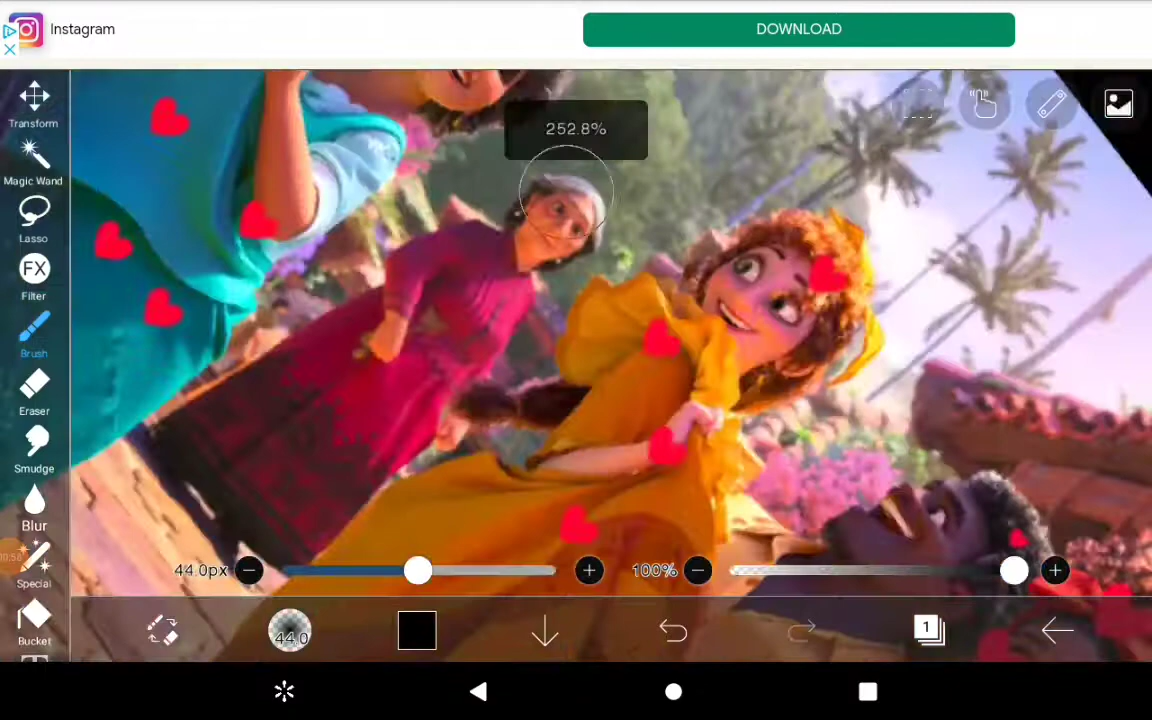 Instagram
DOWNLOAD
252.8%
Transform
Magic Wand
Lasso
FX
Filter
Brush
Eraser
Smudge
Blur
Special
Bucket
44.0px
100%
44.0
1